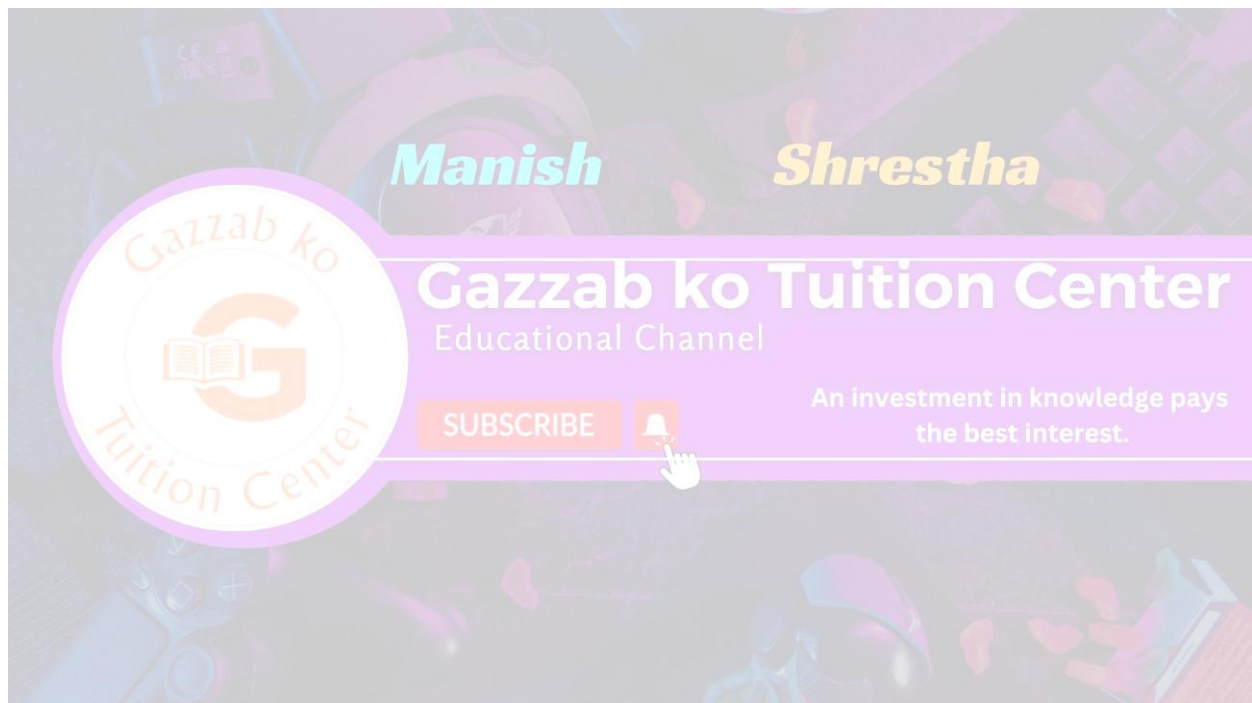 Manish Shrestha
Gazzab ko
Tuition Center
Gazzab ko Tuition Center
Educational Channel
SUBSCRIBE
An investment in knowledge pays
the best interest.
CE